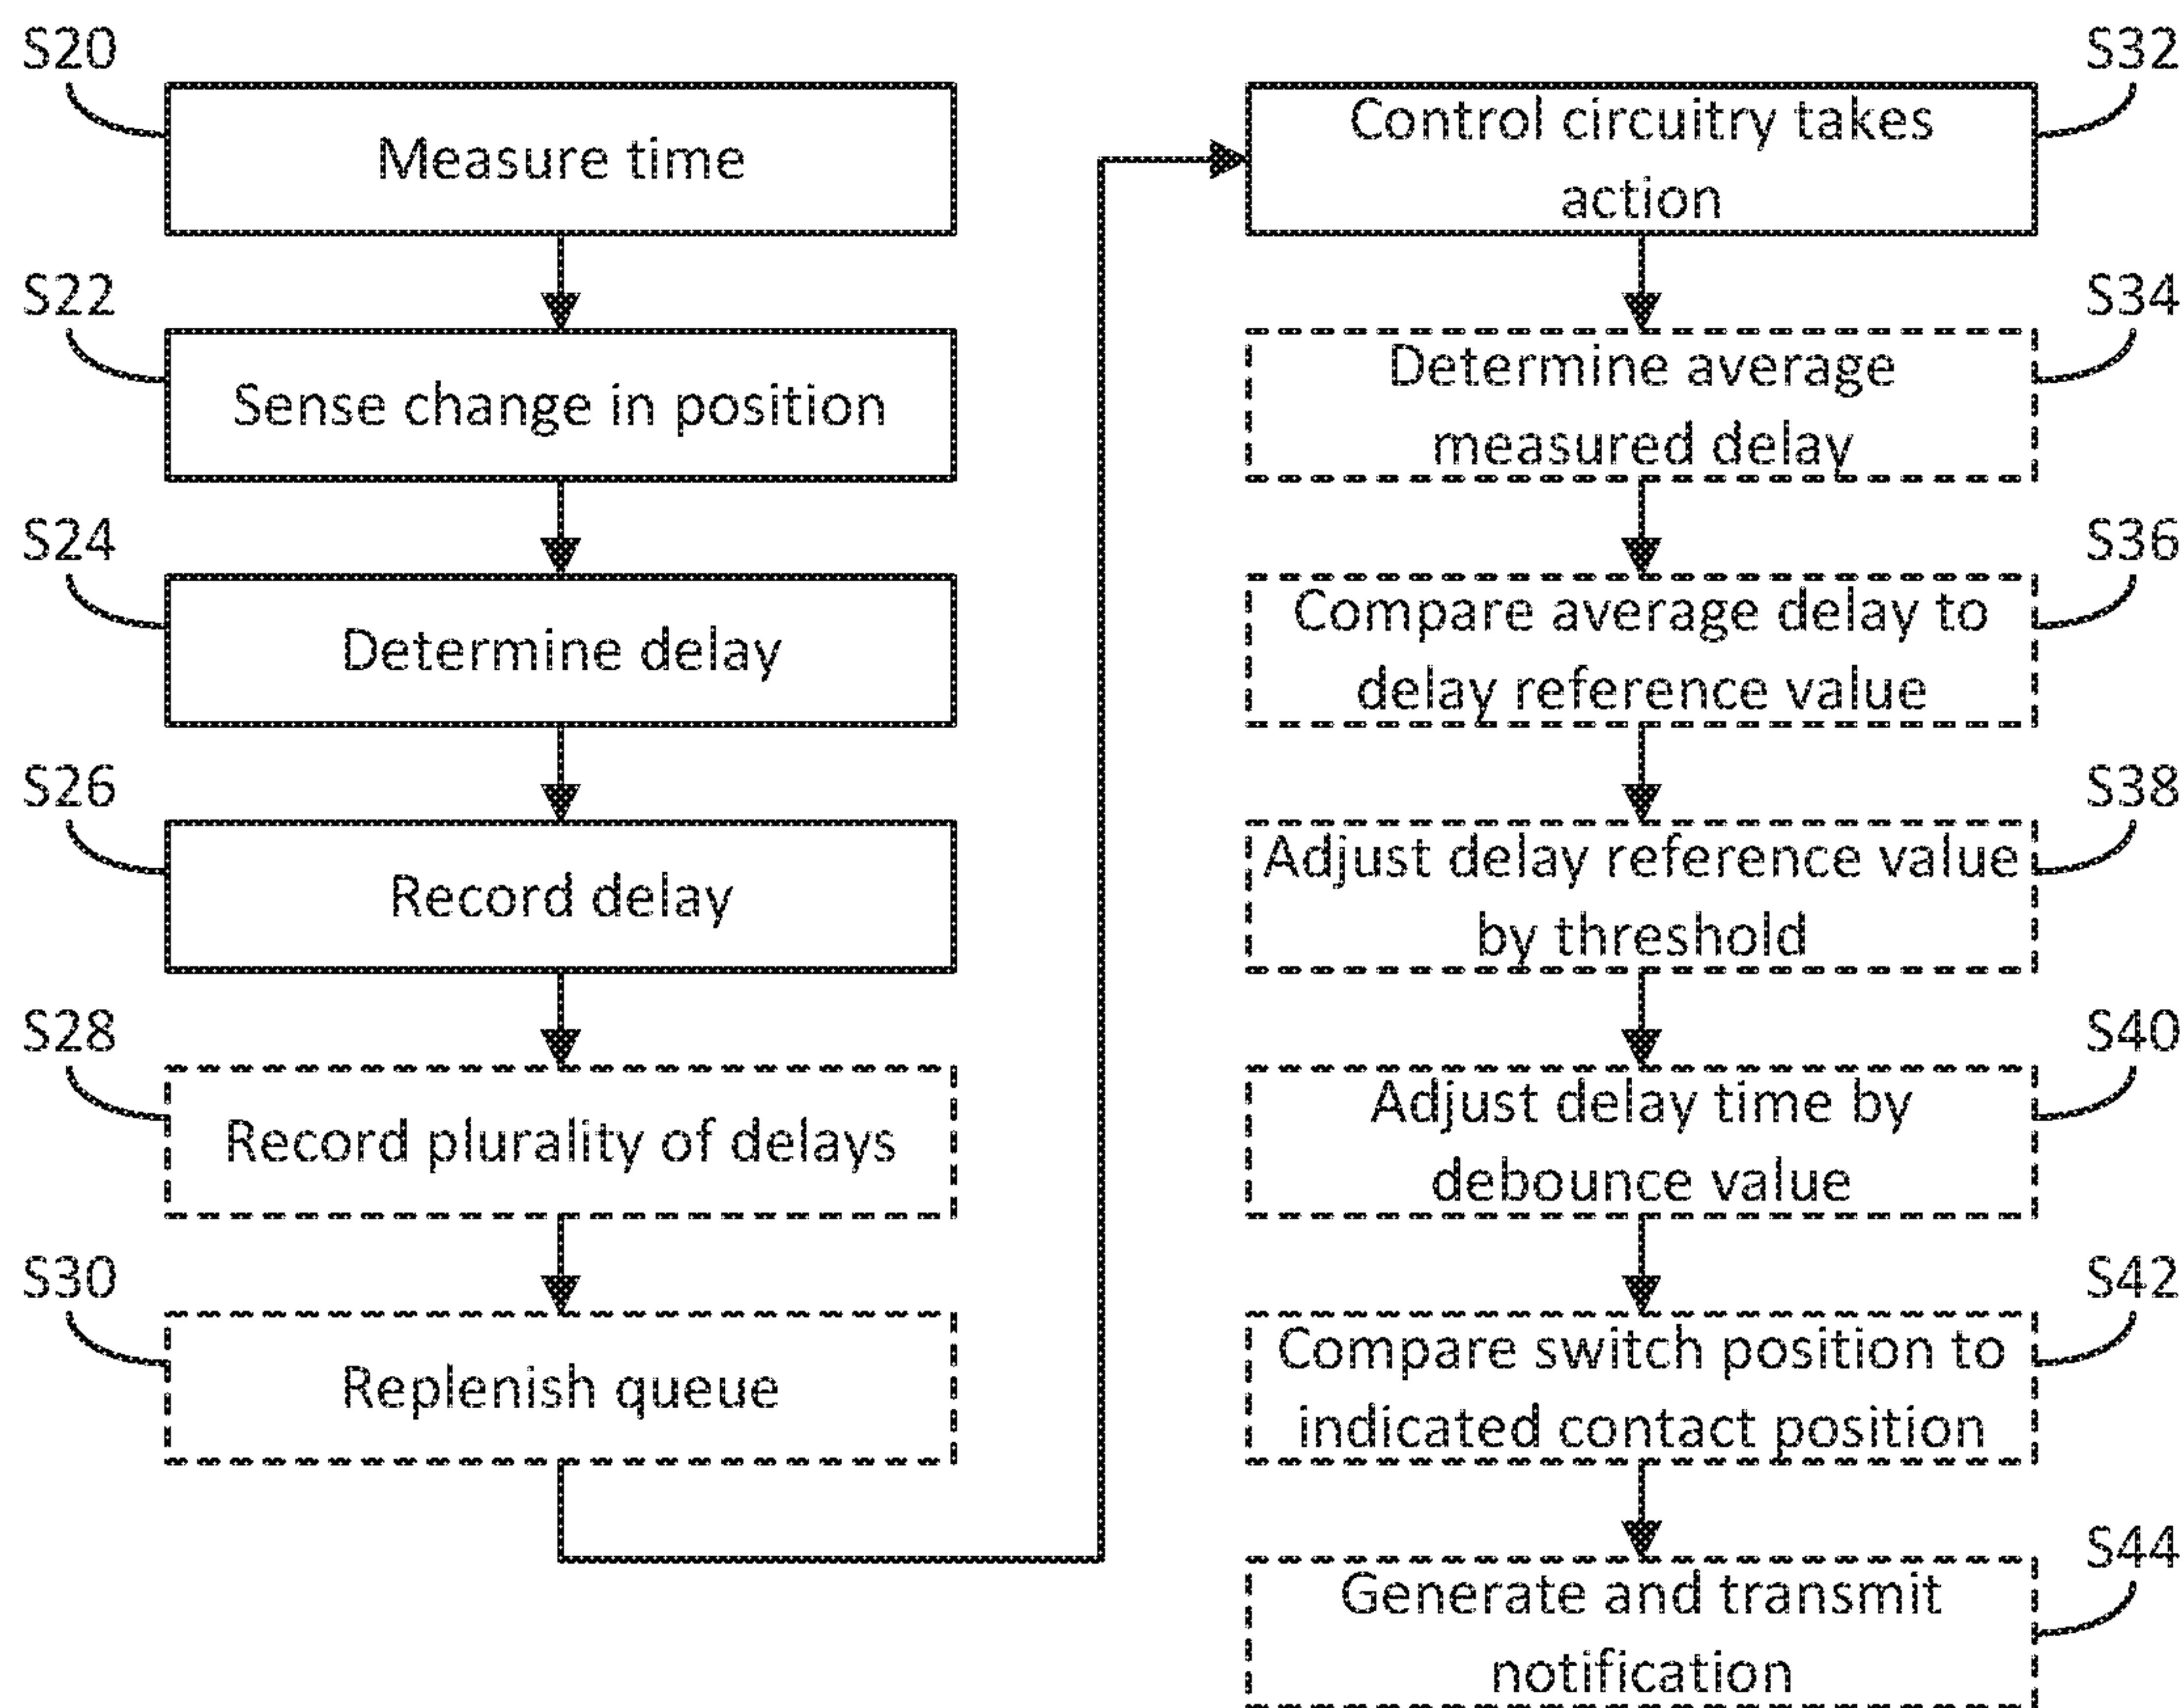 S20
Measure time
S22
Sense change in position
S24
Determine delay
S26
Record delay
S28
Record plurality of delays
S30
Replenish queue
S32
Control circuitry takes
action
S34
Determine average
measured delay
S36
Compare average delay to
delay reference value
S38
Adjust delay reference value
by threshold
S40
Adjust delay time by
debounce value
S42
Compare switch position to
indicated contact position
S44
Generate and transmit
notification